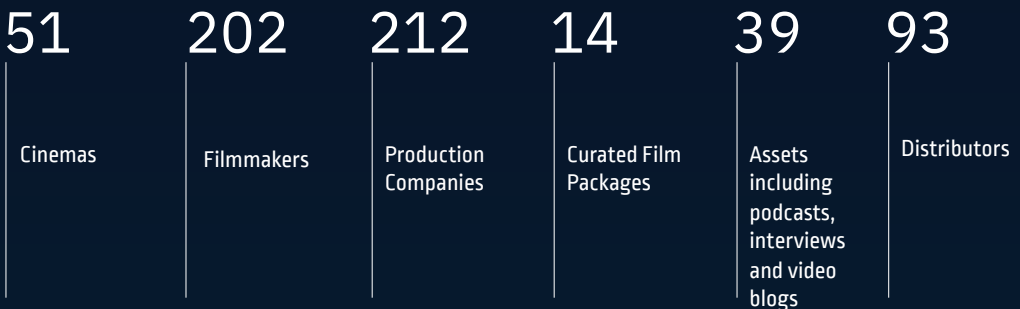 51
Cinemas
202
Filmmakers
212
Production
Companies
14
Curated Film
Packages
39
Assets
including
podcasts,
interviews
and video
blogs
93
Distributors